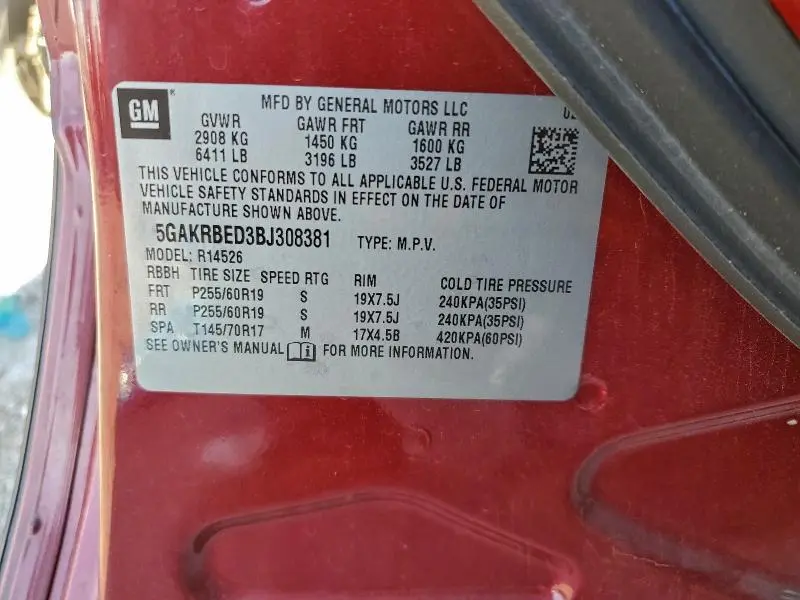 GM
MFD BY GENERAL MOTORS LLC
GVWR GAWR FRT GAWR RR
2908 KG 1450 KG 1600 KG
6411 LB 3196 LB 3527 LB
THIS VEHICLE CONFORMS TO ALL APPLICABLE U.S. FEDERAL MOTOR
VEHICLE SAFETY STANDARDS IN EFFECT ON THE DATE OF
MANUFACTURE SHOWN ABOVE.
5GAKRBED3BJ308381 TYPE: M.P.V.
MODEL: R14526
RBBH TIRE SIZE SPEED RTG RIM COLD TIRE PRESSURE
FRT P255/60R19 S 19X7.5J 240KPA(35PSI)
RR P255/60R19 S 19X7.5J 240KPA(35PSI)
SPA T145/70R17 M 17X4.5B 420KPA(60PSI)
SEE OWNER'S MANUAL FOR MORE INFORMATION.